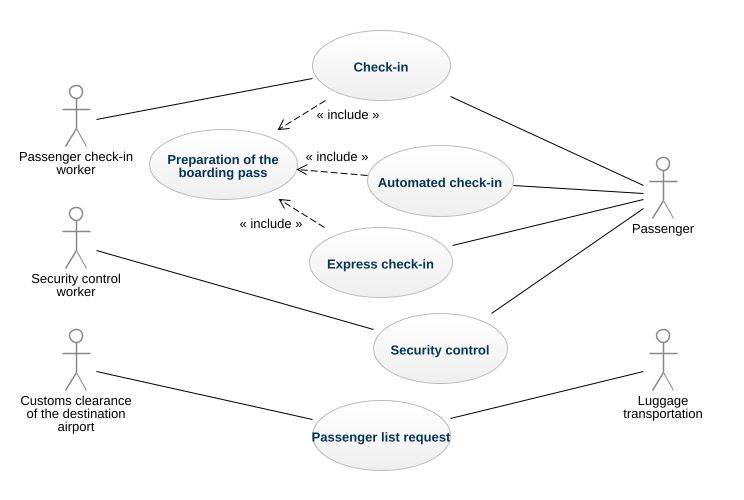 Check-in
« include »
Passenger check-in
worker
Preparation of the
boarding pass
« include »
Automated check-in
Passenger
« include »
Express check-in
Security control
worker
Security control
Customs clearance
of the destination
airport
Luggage
transportation
Passenger list request